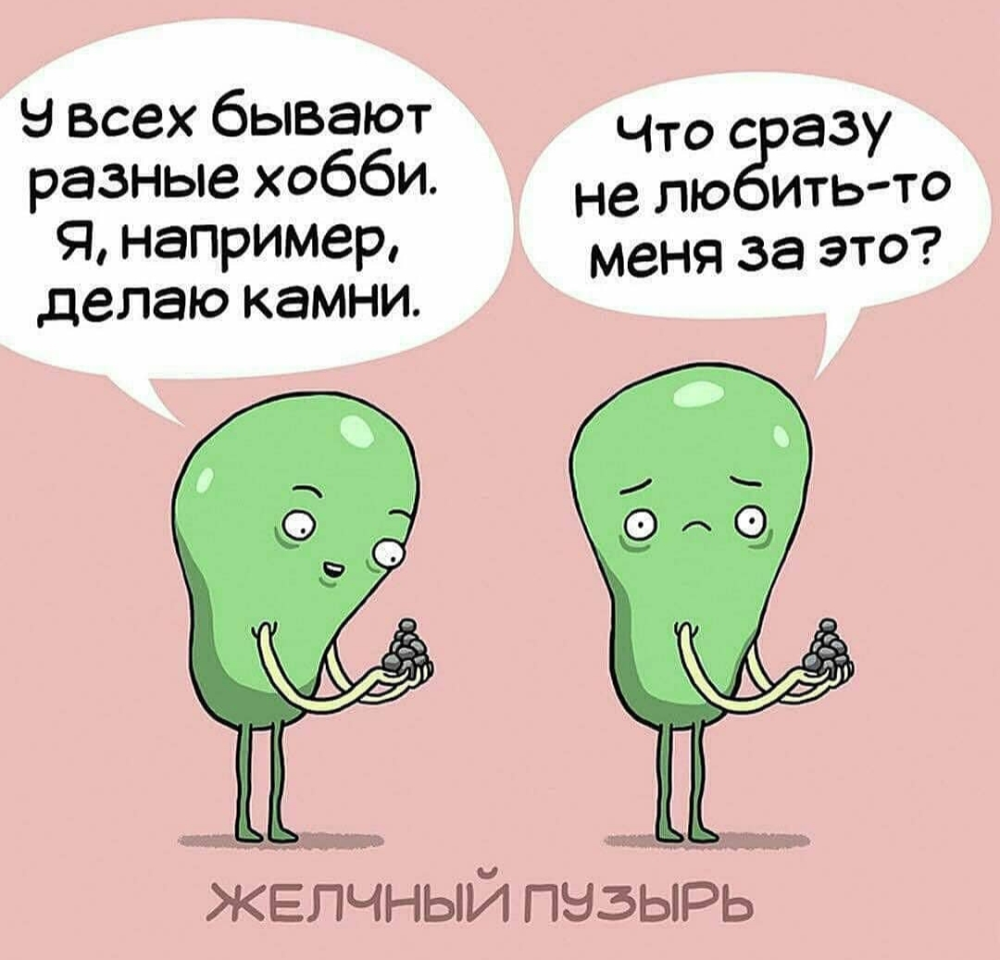 У всех бывают
разные хобби.
Я, например,
делаю камни.
Что сразу
не любить-то
меня за это?
ЖЕЛЧНЫЙ ПУЗЫРЬ